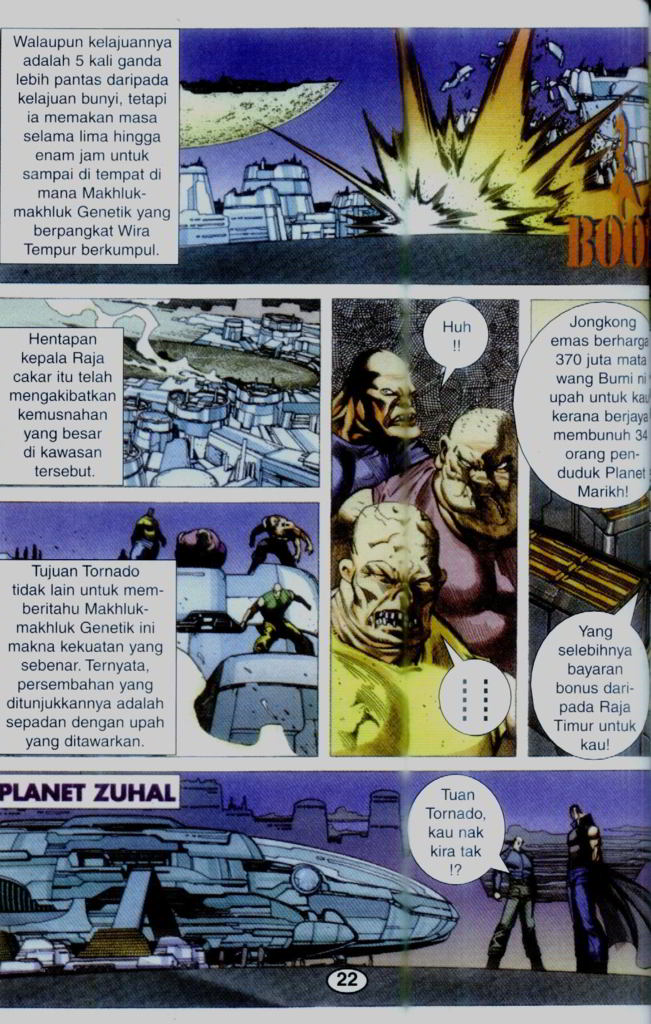 Walaupun kelajuannya
adalah 5 kali ganda
lebih pantas daripada
kelajuan bunyi, tetapi
ia memakan masa
selama lima hingga
enam jam untuk
sampai di tempat di
mana Makhluk-
makhluk Genetik yang
berpangkat Wira
Tempur berkumpul.
BOO
Hentapan
kepala Raja
cakar itu telah
mengakibatkan
kemusnahan
yang besar
di kawasan
tersebut.
Tujuan Tornado
tidak lain untuk mem-
beritahu Makhluk-
makhluk Genetik ini
makna kekuatan yang
sebenar. Ternyata,
persembahan yang
ditunjukkannya adalah
sepadan dengan upah
yang ditawarkan.
Huh
!!
Jongkong
emas berharga
370 juta mata
wang Bumi ni
upah untuk kau
kerana berjaya
membunuh 34
orang pen-
duduk Planet
Marikh!
Yang
selebihnya
bayaran
bonus dari-
pada Raja
Timur untuk
kau!
PLANET ZUHAL
Tuan
Tornado,
kau nak
kira tak
!?
22